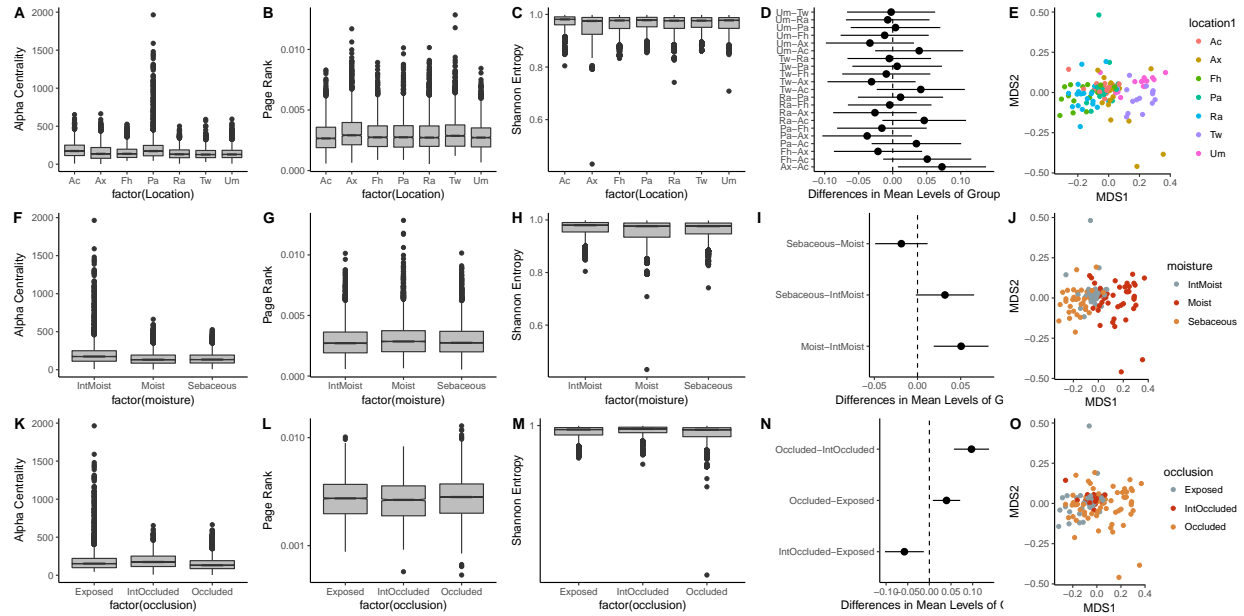 A
Alpha Centrality
2000
1500
1000
500
0
Ac Ax Fh Pa Ra Tw Um
factor(Location)
B
Page Rank
0.010
0.005
0.000
Ac Ax Fh Pa Ra Tw Um
factor(Location)
C
Shannon Entropy
1.0
0.8
0.6
Ac Ax Fh Pa Ra Tw Um
factor(Location)
D
Um−Tw
Um−Ra
Um−Pa
Um−Fh
Um−Ax
Um−Ac
Tw−Ra
Tw−Pa
Tw−Fh
Tw−Ax
Tw−Ac
Ra−Pa
Ra−Fh
Ra−Ax
Ra−Ac
Pa−Fh
Pa−Ax
Pa−Ac
Fh−Ax
Fh−Ac
Ax−Ac
−0.10 −0.05 0.00 0.05 0.10
Differences in Mean Levels of Group
E
MDS2
0.50
0.25
0.00
−0.25
−0.50
−0.2 0.0 0.2 0.4
MDS1
location1
Ac
Ax
Fh
Pa
Ra
Tw
Um
F
Alpha Centrality
2000
1500
1000
500
0
IntMoist Moist Sebaceous
factor(moisture)
G
Page Rank
0.010
0.005
0.000
IntMoist Moist Sebaceous
factor(moisture)
H
Shannon Entropy
1.0
0.8
0.6
IntMoist Moist Sebaceous
factor(moisture)
I
Sebaceous−Moist
Sebaceous−IntMoist
Moist−IntMoist
−0.05 0.00 0.05
Differences in Mean Levels of G
J
MDS2
0.50
0.25
0.00
−0.25
−0.50
−0.2 0.0 0.2 0.4
MDS1
moisture
IntMoist
Moist
Sebaceous
K
Alpha Centrality
2000
1500
1000
500
0
Exposed IntOccluded Occluded
factor(occlusion)
L
Page Rank
0.010
0.001
Exposed IntOccluded Occluded
factor(occlusion)
M
Shannon Entropy
1
Exposed IntOccluded Occluded
factor(occlusion)
N
Occluded−IntOccluded
Occluded−Exposed
IntOccluded−Exposed
−0.10−0.05 0.00 0.05 0.10
Differences in Mean Levels of
O
MDS2
0.50
0.25
0.00
−0.25
−0.50
−0.2 0.0 0.2 0.4
MDS1
occlusion
Exposed
IntOccluded
Occluded